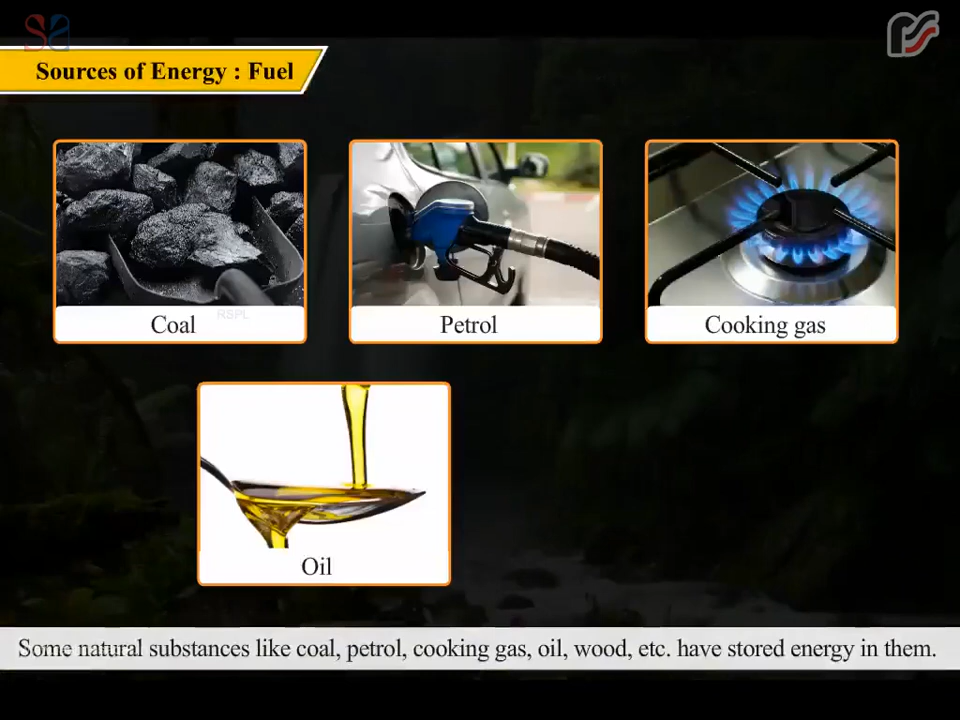 Sources of Energy : Fuel
Coal
Petrol
Cooking gas
RSPL
Oil
Some natural substances like coal, petrol, cooking gas, oil, wood, etc. have stored energy in them.